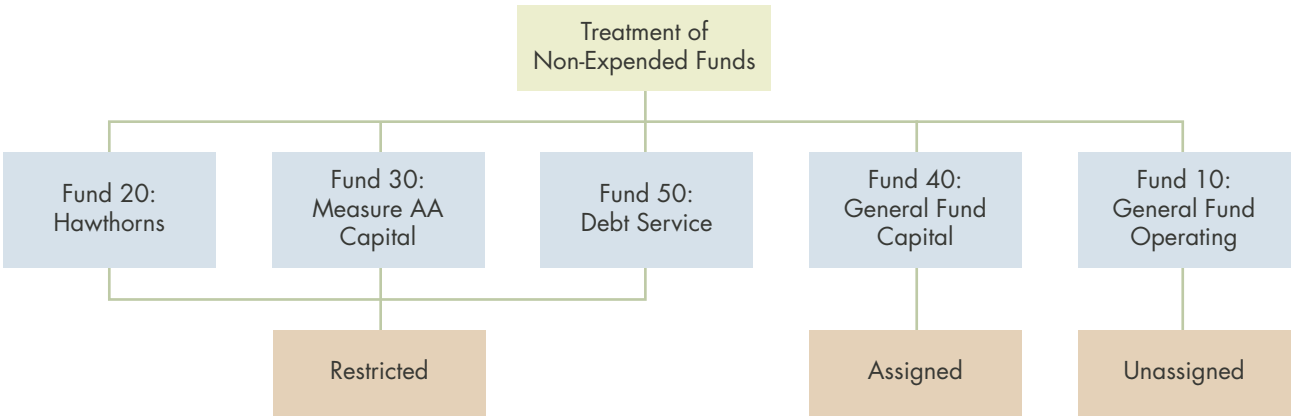 Treatment of
Non-Expended Funds
Fund 20:
Hawthorns
Fund 30:
Measure AA
Capital
Fund 50:
Debt Service
Fund 40:
General Fund
Capital
Fund 10:
General Fund
Operating
Restricted
Assigned
Unassigned